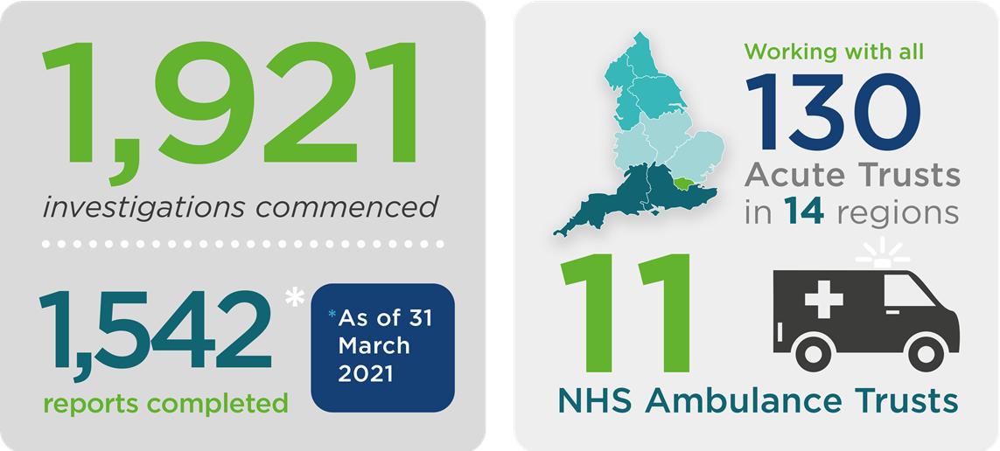 1,921
investigations commenced
1,542*
reports completed
*As of 31
March
2021
Working with all
130
Acute Trusts
in 14 regions
11
NHS Ambulance Trusts